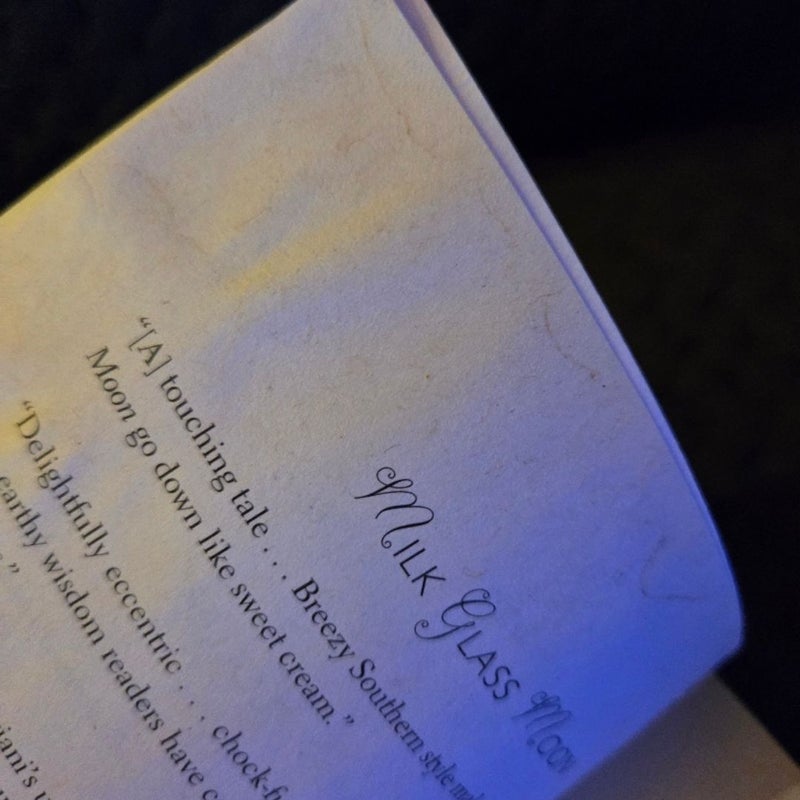 MILK GLASS MOON
“[A] touching tale . . . Breezy Southern style
Moon go down like sweet cream.”
“Delightfully eccentric . . .
earthy wisdom readers have